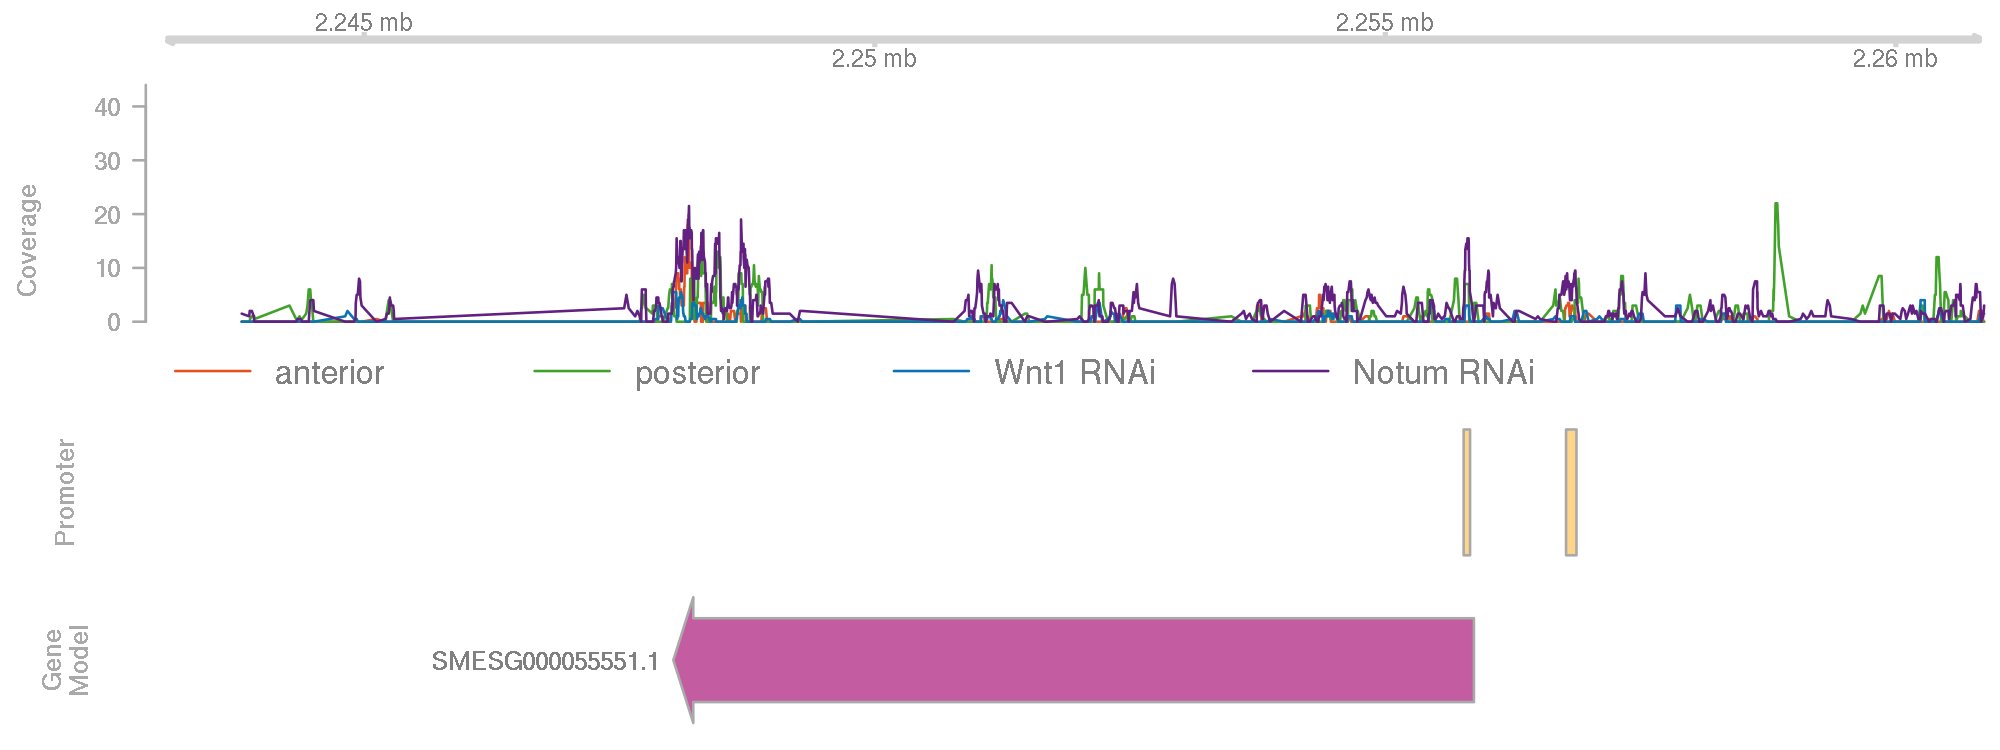 2.245 mb
2.255 mb
2.25 mb
2.26 mb
Coverage
40
30
20
10
0
anterior
posterior
Wnt1 RNAi
Notum RNAi
Promoter
Gene
Model
SMESG000055551.1